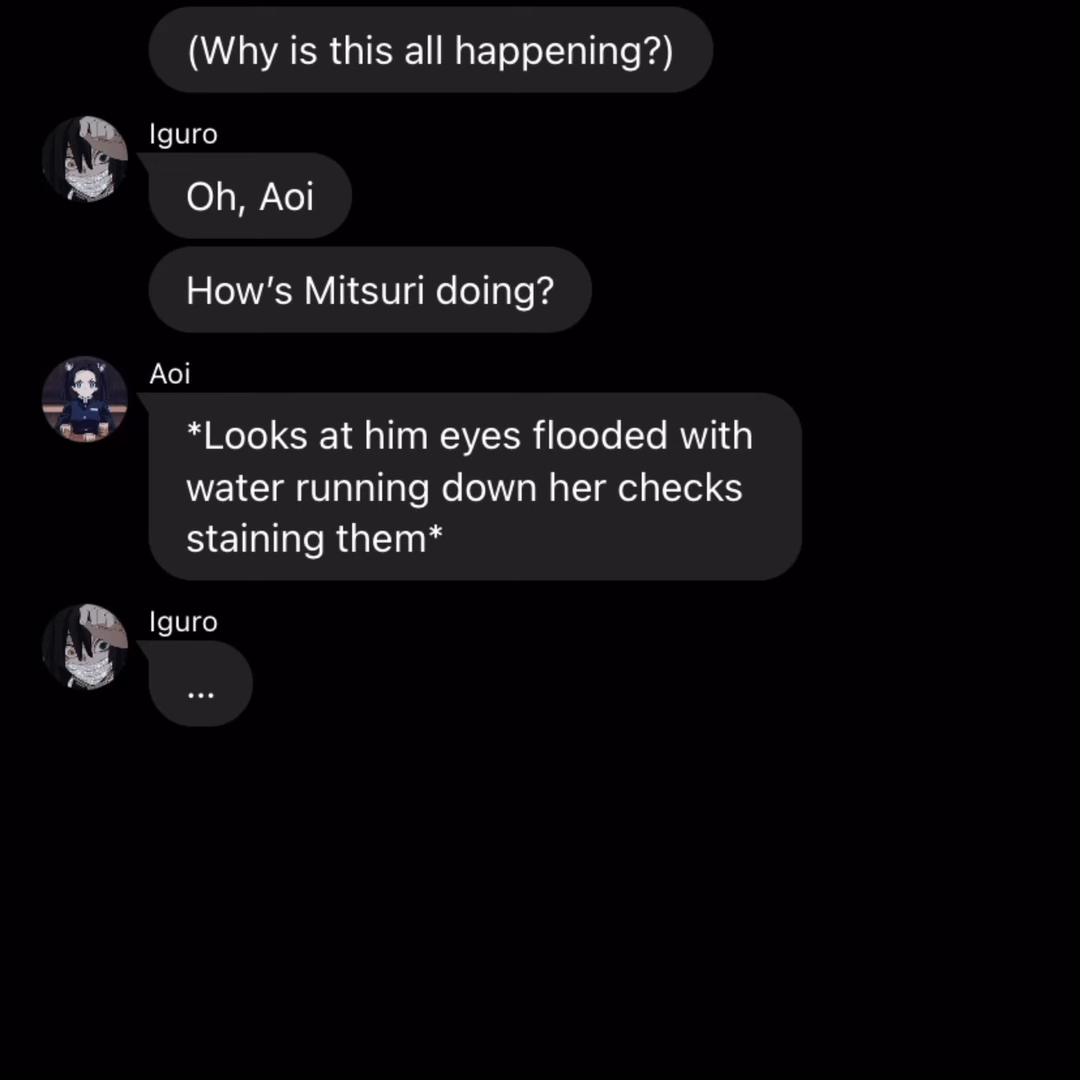 (Why is this all happening?)
Iguro
Oh, Aoi
How’s Mitsuri doing?
Aoi
*Looks at him eyes flooded with
water running down her checks
staining them*
Iguro
...